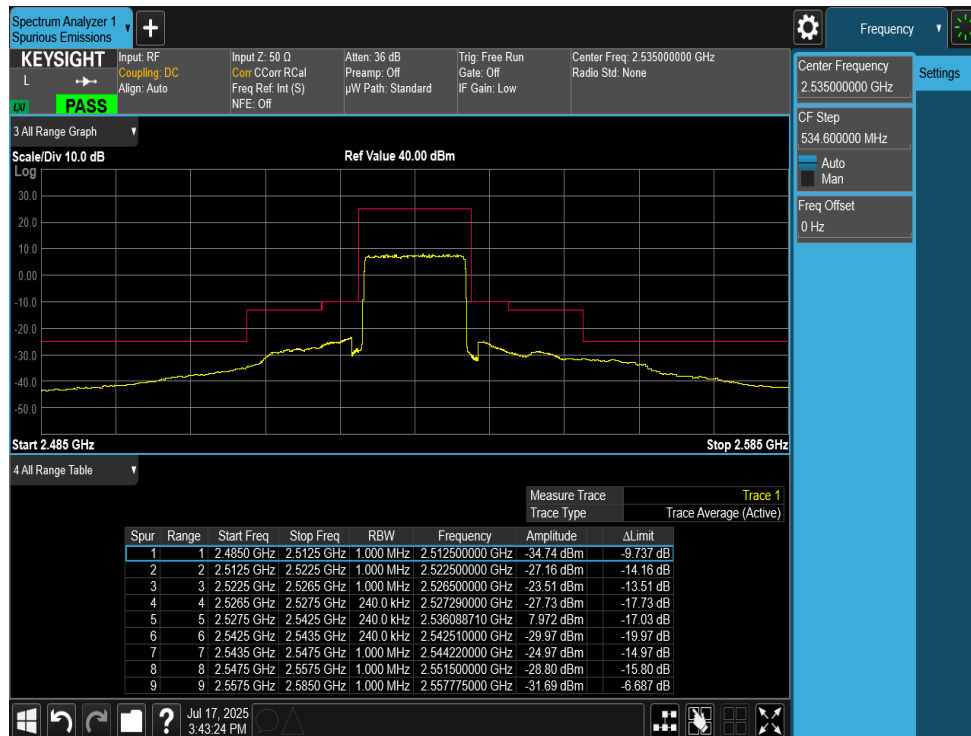 Spectrum Analyzer 1
Spurious Emissions
Frequency
KEYSIGHT
L
LXI
PASS
Input: RF
Coupling: DC
Align: Auto
Input Z: 50 Ω
Corr CCorr RCal
Freq Ref: Int (S)
NFE: Off
Atten: 36 dB
Preamp: Off
µW Path: Standard
Trig: Free Run
Gate: Off
IF Gain: Low
Center Freq: 2.535000000 GHz
Radio Std: None
Center Frequency
2.535000000 GHz
Settings
CF Step
534.600000 MHz
Auto
Man
Freq Offset
0 Hz
3 All Range Graph
Scale/Div 10.0 dB
Ref Value 40.00 dBm
Log
30.0
20.0
10.0
0.00
-10.0
-20.0
-30.0
-40.0
-50.0
Start 2.485 GHz
Stop 2.585 GHz
4 All Range Table
Measure Trace Trace 1
Trace Type Trace Average (Active)
Spur Range Start Freq Stop Freq RBW Frequency Amplitude ΔLimit
1 1 2.4850 GHz 2.5125 GHz 1.000 MHz 2.512500000 GHz -34.74 dBm -9.737 dB
2 2 2.5125 GHz 2.5225 GHz 1.000 MHz 2.522500000 GHz -27.16 dBm -14.16 dB
3 3 2.5225 GHz 2.5265 GHz 1.000 MHz 2.526500000 GHz -23.51 dBm -13.51 dB
4 4 2.5265 GHz 2.5275 GHz 240.0 kHz 2.527290000 GHz -27.73 dBm -17.73 dB
5 5 2.5275 GHz 2.5425 GHz 240.0 kHz 2.536088710 GHz 7.972 dBm -17.03 dB
6 6 2.5425 GHz 2.5435 GHz 240.0 kHz 2.542510000 GHz -29.97 dBm -19.97 dB
7 7 2.5435 GHz 2.5475 GHz 1.000 MHz 2.544220000 GHz -24.97 dBm -14.97 dB
8 8 2.5475 GHz 2.5575 GHz 1.000 MHz 2.551500000 GHz -28.80 dBm -15.80 dB
9 9 2.5575 GHz 2.5850 GHz 1.000 MHz 2.557775000 GHz -31.69 dBm -6.687 dB
?
Jul 17, 2025
3:43:24 PM